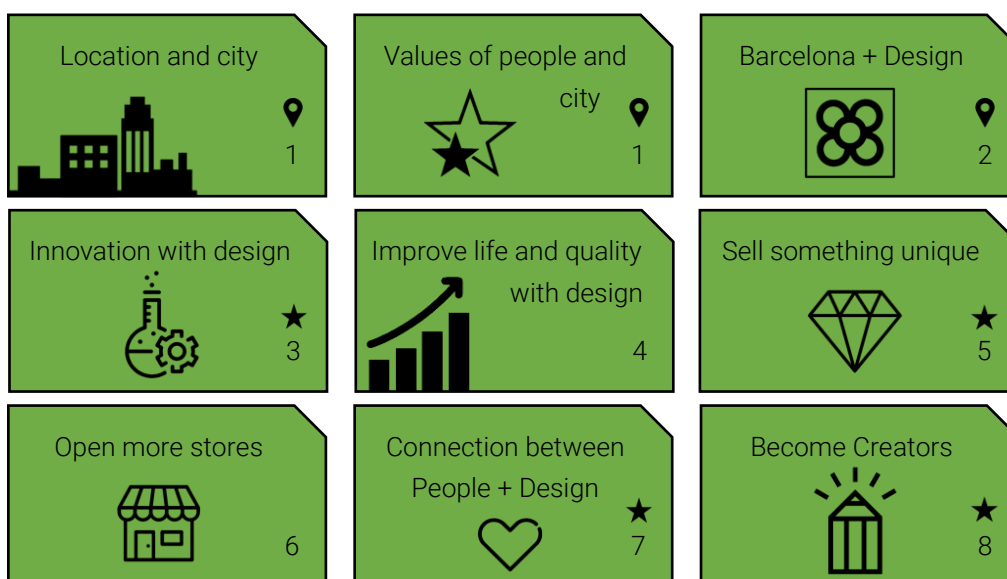 Location and city
1
Values of people and
city
1
Barcelona + Design
2
Innovation with design
3
Improve life and quality
with design
4
Sell something unique
5
Open more stores
6
Connection between
People + Design
7
Become Creators
8